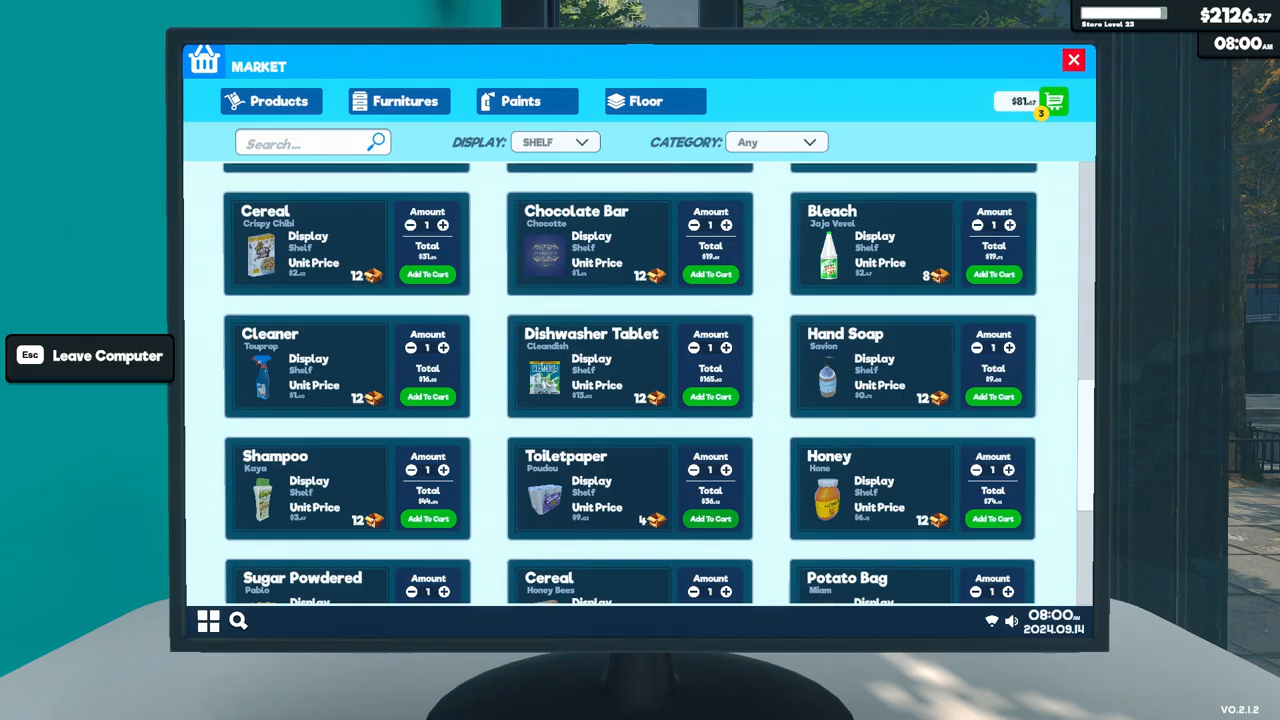 $2126.37
Store Level 23
08:00AM
MARKET
Products
Furnitures
Paints
Floor
$81.67
3
Search...
DISPLAY:
SHELF
CATEGORY:
Any
Cereal
Crispy Chibi
Display
Shelf
Unit Price
12
Amount
1
Total
Add To Cart
Chocolate Bar
Chocotte
Display
Shelf
Unit Price
12
Amount
1
Total
Add To Cart
Bleach
Jaja Vevel
Display
Shelf
Unit Price
8
Amount
1
Total
Add To Cart
Cleaner
Touprop
Display
Shelf
Unit Price
12
Amount
1
Total
Add To Cart
Dishwasher Tablet
Cleandish
Display
Shelf
Unit Price
12
Amount
1
Total
Add To Cart
Hand Soap
Savion
Display
Shelf
Unit Price
12
Amount
1
Total
Add To Cart
Esc
Leave Computer
Shampoo
Kaya
Display
Shelf
Unit Price
12
Amount
1
Total
Add To Cart
Toiletpaper
Poudou
Display
Shelf
Unit Price
4
Amount
1
Total
Add To Cart
Honey
Hone
Display
Shelf
Unit Price
12
Amount
1
Total
Add To Cart
Sugar Powdered
Pablo
Display
Amount
1
Cereal
Honey Bees
Display
Amount
1
Potato Bag
Miam
Display
Amount
1
08:00AM
2024.09.14
V0.2.1.2